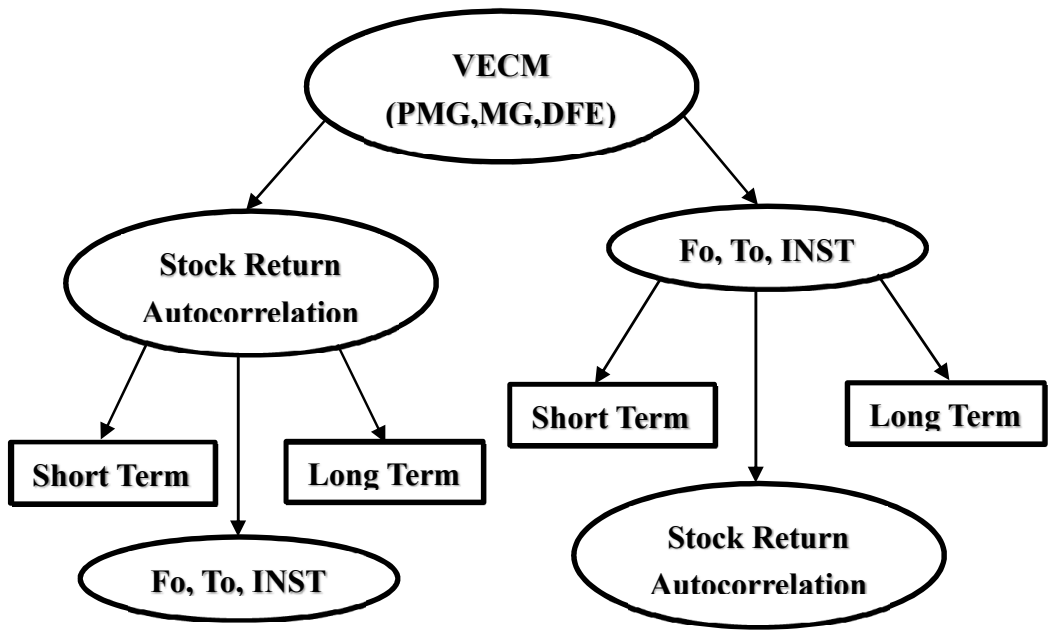 VECM
(PMG,MG,DFE)
Stock Return
Autocorrelation
Fo, To, INST
Short Term
Long Term
Short Term
Long Term
Fo, To, INST
Stock Return
Autocorrelation